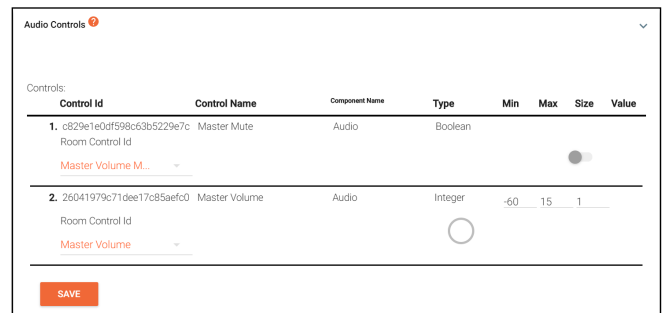 Audio Controls ?
Controls:
Control Id Control Name Component Name Type Min Max Size Value
1. c829e1e0df598c63b5229e7c Master Mute Audio Boolean
Room Control Id
Master Volume M...
2. 26041979c71dee17c85aefc0 Master Volume Audio Integer -60 15 1
Room Control Id
Master Volume
SAVE